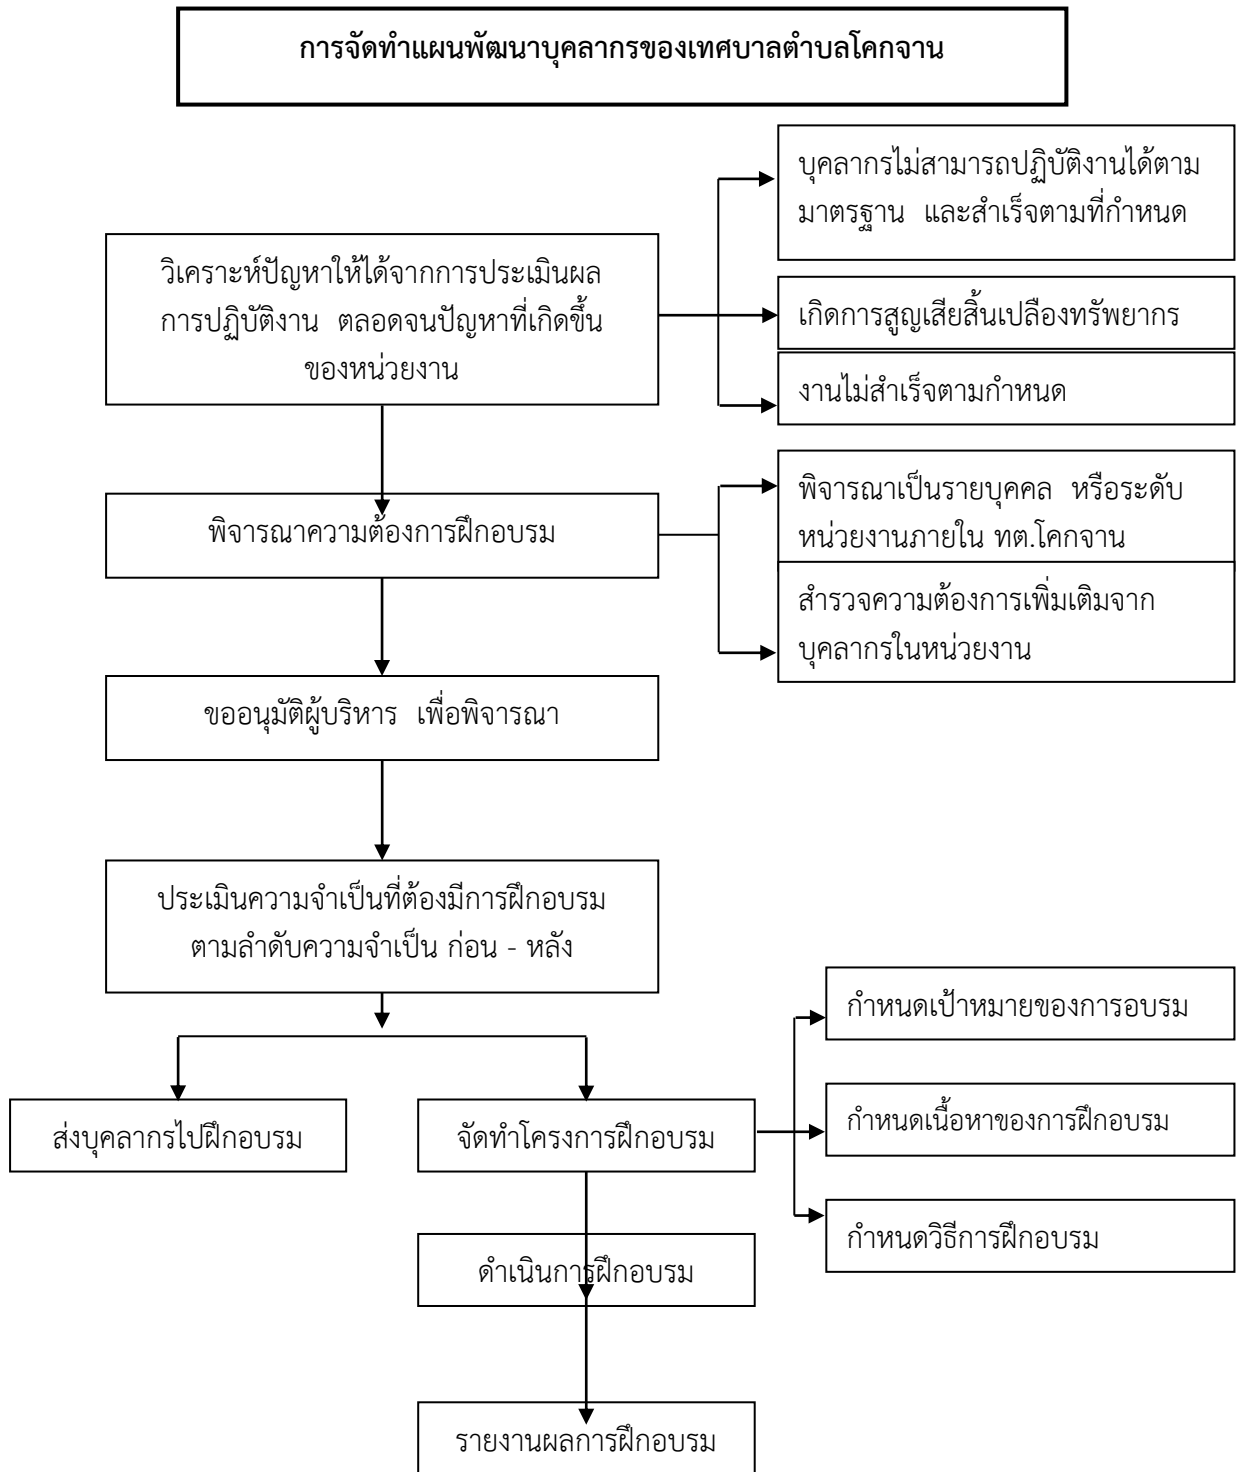 การจัดทำแผนพัฒนาบุคลากรของเทศบาลตำบลโคกจาน
บุคลากรไม่สามารถปฏิบัติงานได้ตาม
มาตรฐาน และสำเร็จตามที่กำหนด
วิเคราะห์ปัญหาให้ได้จากการประเมินผล
การปฏิบัติงาน ตลอดจนปัญหาที่เกิดขึ้น
ของหน่วยงาน
เกิดการสูญเสียสิ้นเปลืองทรัพยากร
งานไม่สำเร็จตามกำหนด
พิจารณาความต้องการฝึกอบรม
พิจารณาเป็นรายบุคคล หรือระดับ
หน่วยงานภายใน ทต.โคกจาน
สำรวจความต้องการเพิ่มเติมจาก
บุคลากรในหน่วยงาน
ขออนุมัติผู้บริหาร เพื่อพิจารณา
ประเมินความจำเป็นที่ต้องมีการฝึกอบรม
ตามลำดับความจำเป็น ก่อน - หลัง
ส่งบุคลากรไปฝึกอบรม
จัดทำโครงการฝึกอบรม
กำหนดเป้าหมายของการอบรม
กำหนดเนื้อหาของการฝึกอบรม
กำหนดวิธีการฝึกอบรม
ดำเนินการฝึกอบรม
รายงานผลการฝึกอบรม